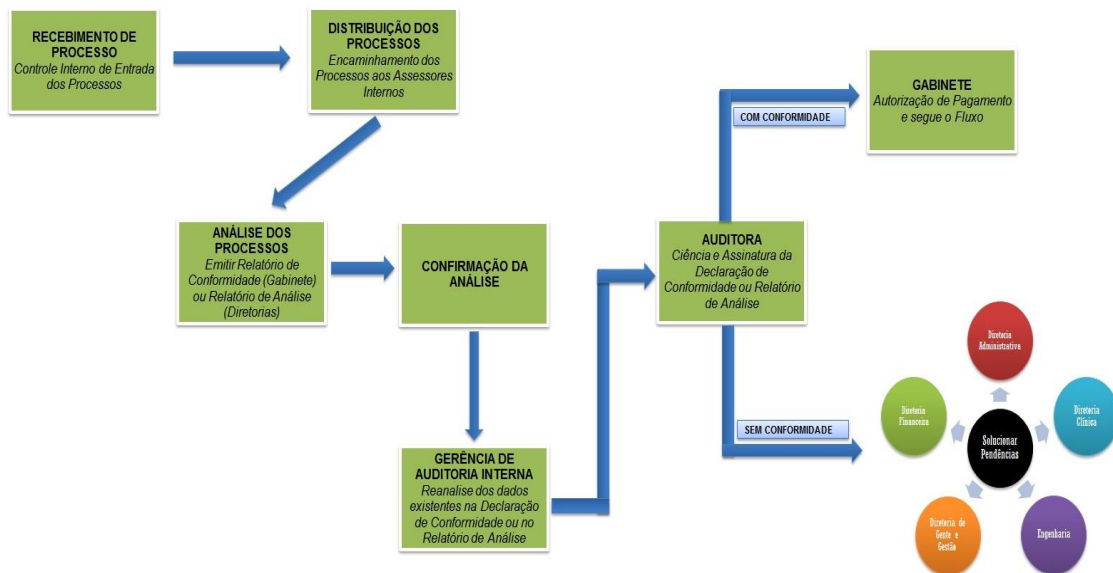 RECEBIMENTO DE
PROCESSO
Controle Interno de Entrada
dos Processos
DISTRIBUIÇÃO DOS
PROCESSOS
Encaminhamento dos
Processos aos Assessores
Internos
GABINETE
Autorização de Pagamento
e segue o Fluxo
COM CONFORMIDADE
ANÁLISE DOS
PROCESSOS
Emitir Relatório de
Conformidade (Gabinete)
ou Relatório de Análise
(Diretorias)
CONFIRMAÇÃO DA
ANÁLISE
AUDITORA
Ciência e Assinatura da
Declaração de
Conformidade ou Relatório
de Análise
SEM CONFORMIDADE
GERÊNCIA DE
AUDITORIA INTERNA
Reanalise dos dados
existentes na Declaração
de Conformidade ou no
Relatório de Análise
Diretoria
Administrativa
Diretoria
Financeira
Diretoria
Clínica
Solucionar
Pendências
Diretoria de
Gente e
Gestão
Engenharia